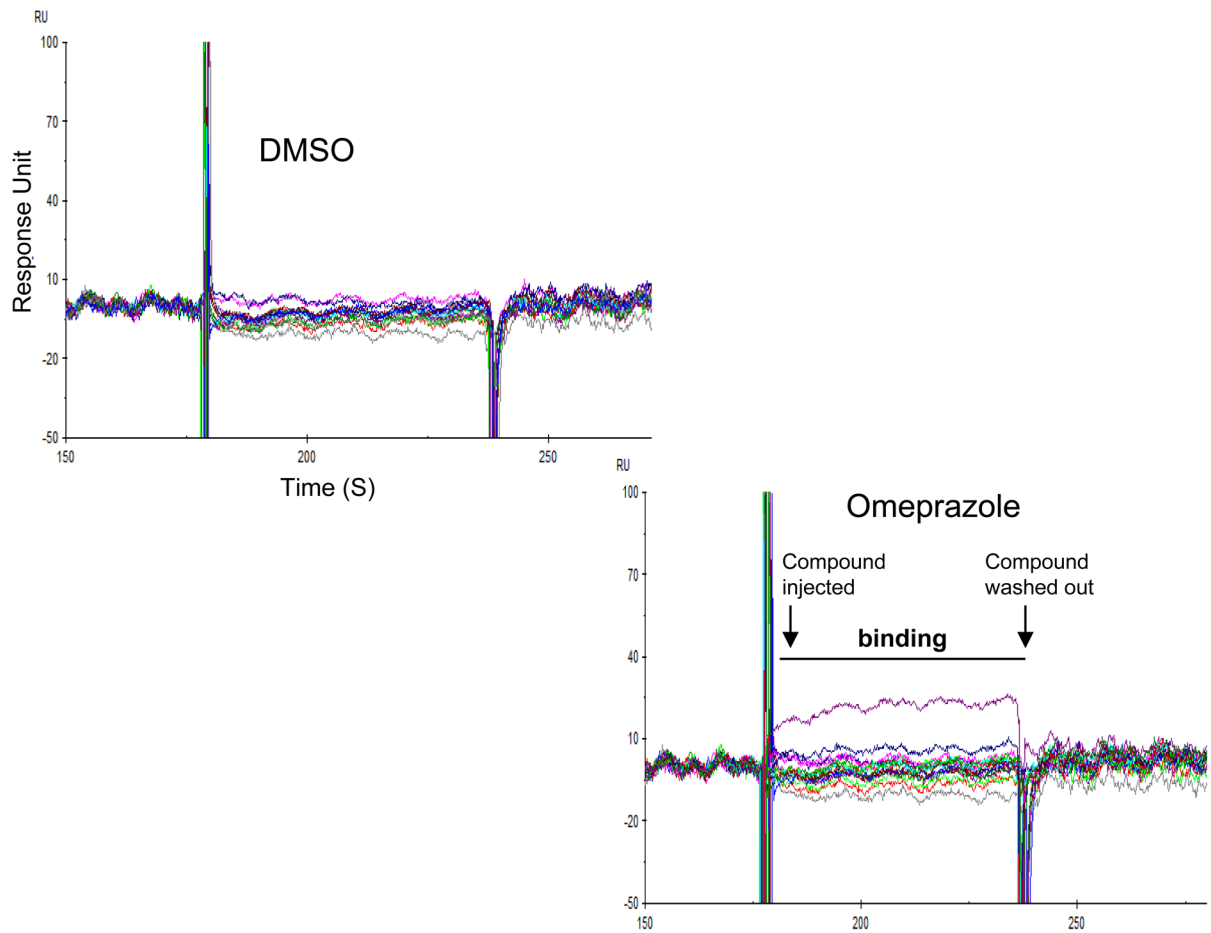 RU
100
DMSO
70
Response Unit
40
10
-20
-50
150
200
250
Time (S)
RU
100
Omeprazole
Compound
injected
Compound
washed out
70
binding
40
10
-20
-50
150
200
250